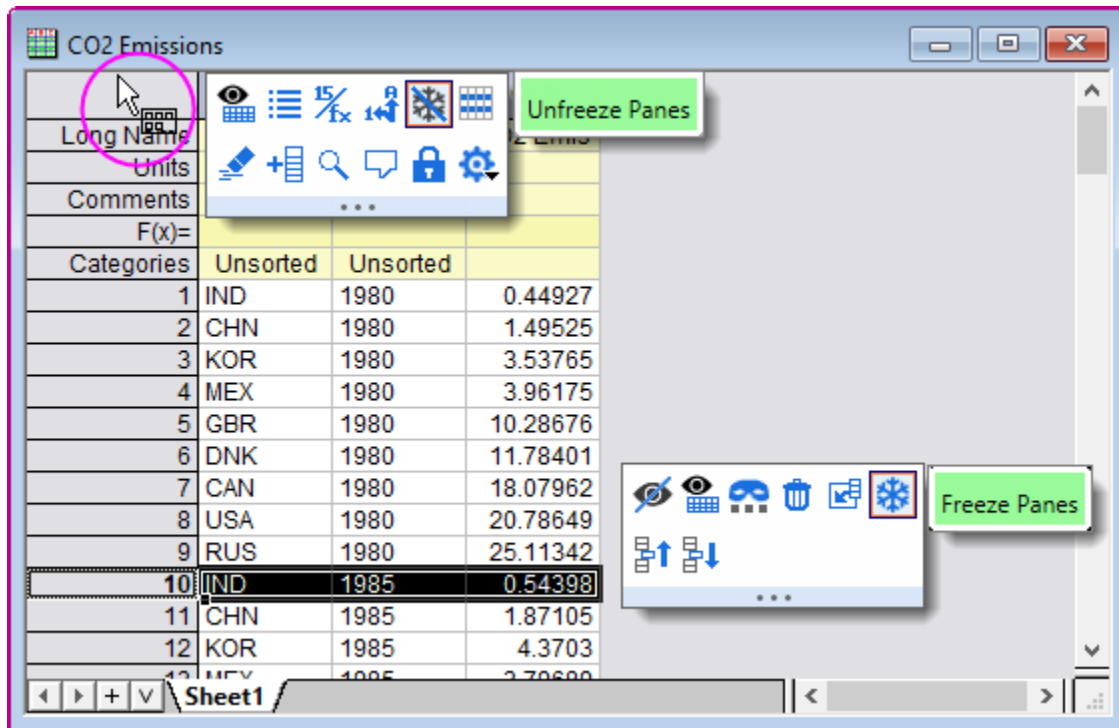 CO2 Emissions
Unfreeze Panes
Long Name
Units
Comments
F(x)=
Categories Unsorted Unsorted
1 IND 1980 0.44927
2 CHN 1980 1.49525
3 KOR 1980 3.53765
4 MEX 1980 3.96175
5 GBR 1980 10.28676
6 DNK 1980 11.78401
7 CAN 1980 18.07962
8 USA 1980 20.78649
9 RUS 1980 25.11342
Freeze Panes
10 IND 1985 0.54398
11 CHN 1985 1.87105
12 KOR 1985 4.3703
Sheet1